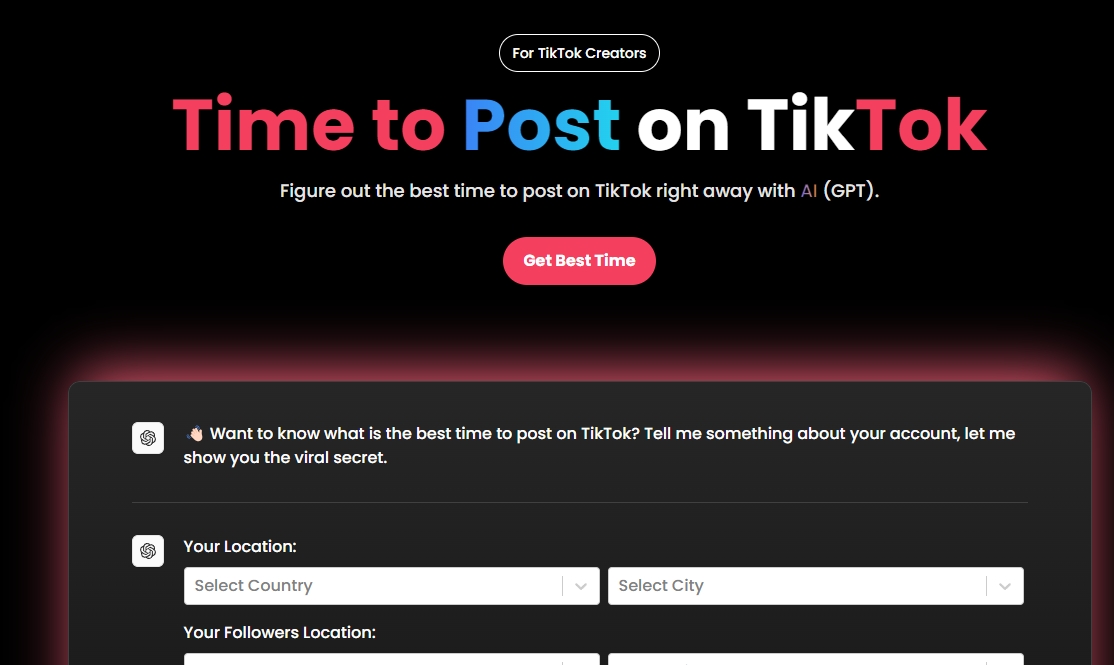 For TikTok Creators
Time to Post on TikTok
Figure out the best time to post on TikTok right away with AI (GPT).
Get Best Time
👋🏻 Want to know what is the best time to post on TikTok? Tell me something about your account, let me
show you the viral secret.
Your Location:
Select Country
Select City
Your Followers Location: